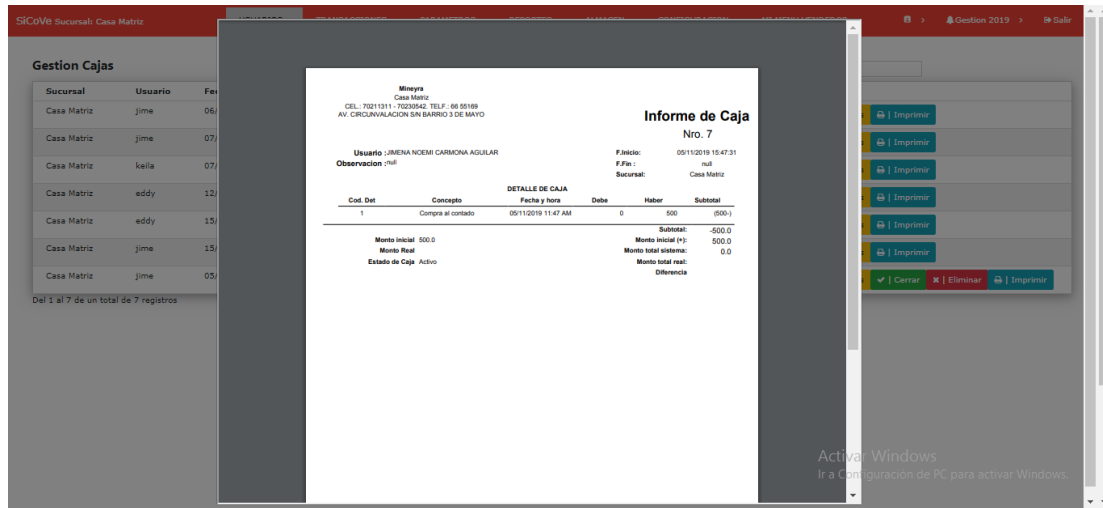 SiCoVe Sucursal: Casa Matriz
Gestion 2019
Salir
Gestion Cajas
Sucursal Usuario
Casa Matriz jime 06/
Casa Matriz jime 07/
Casa Matriz keila 07/
Casa Matriz eddy 12/
Casa Matriz eddy 15/
Casa Matriz jime 15/
Casa Matriz jime 05/
Del 1 al 7 de un total de 7 registros
Mineyra
Casa Matriz
CEL.: 70211311 - 70230542 TELF.: 66 55169
AV. CIRCUNVALACION S/N BARRIO 3 DE MAYO
Informe de Caja
Nro. 7
Usuario : JIMENA NOEMI CARMONA AGUILAR
Observacion : null
F.Inicio: 05/11/2019 15:47:31
F.Fin : null
Sucursal: Casa Matriz
DETALLE DE CAJA
Cod. Det Concepto Fecha y hora Debe Haber Subtotal
1 Compra al contado 05/11/2019 11:47 AM 0 500 (500-)
Subtotal: -500.0
Monto inicial 500.0 Monto inicial (+): 500.0
Monto Real Monto total sistema: 0.0
Estado de Caja Activo Monto total real:
Diferencia
| Imprimir
| Imprimir
| Imprimir
| Imprimir
| Imprimir
| Imprimir
| Cerrar | Eliminar | Imprimir
Activar Windows
Ir a Configuración de PC para activar Windows.